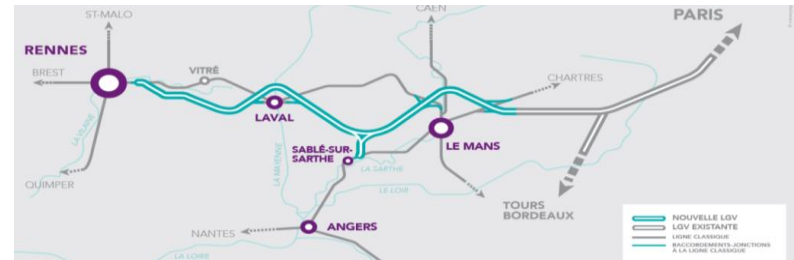 ST-MALO
CAEN
PARIS
RENNES
BREST
VITRÉ
CHARTRES
LA VILAINE
LAVAL
LE MANS
SABLÉ-SUR-
SARTHE
LA MAYENNE
LA SARTHE
QUIMPER
LE LOIR
TOURS
BORDEAUX
NANTES
ANGERS
LA LOIRE
NOUVELLE LGV
LGV EXISTANTE
LIGNE CLASSIQUE
RACCORDEMENTS-JONCTIONS
À LA LIGNE CLASSIQUE